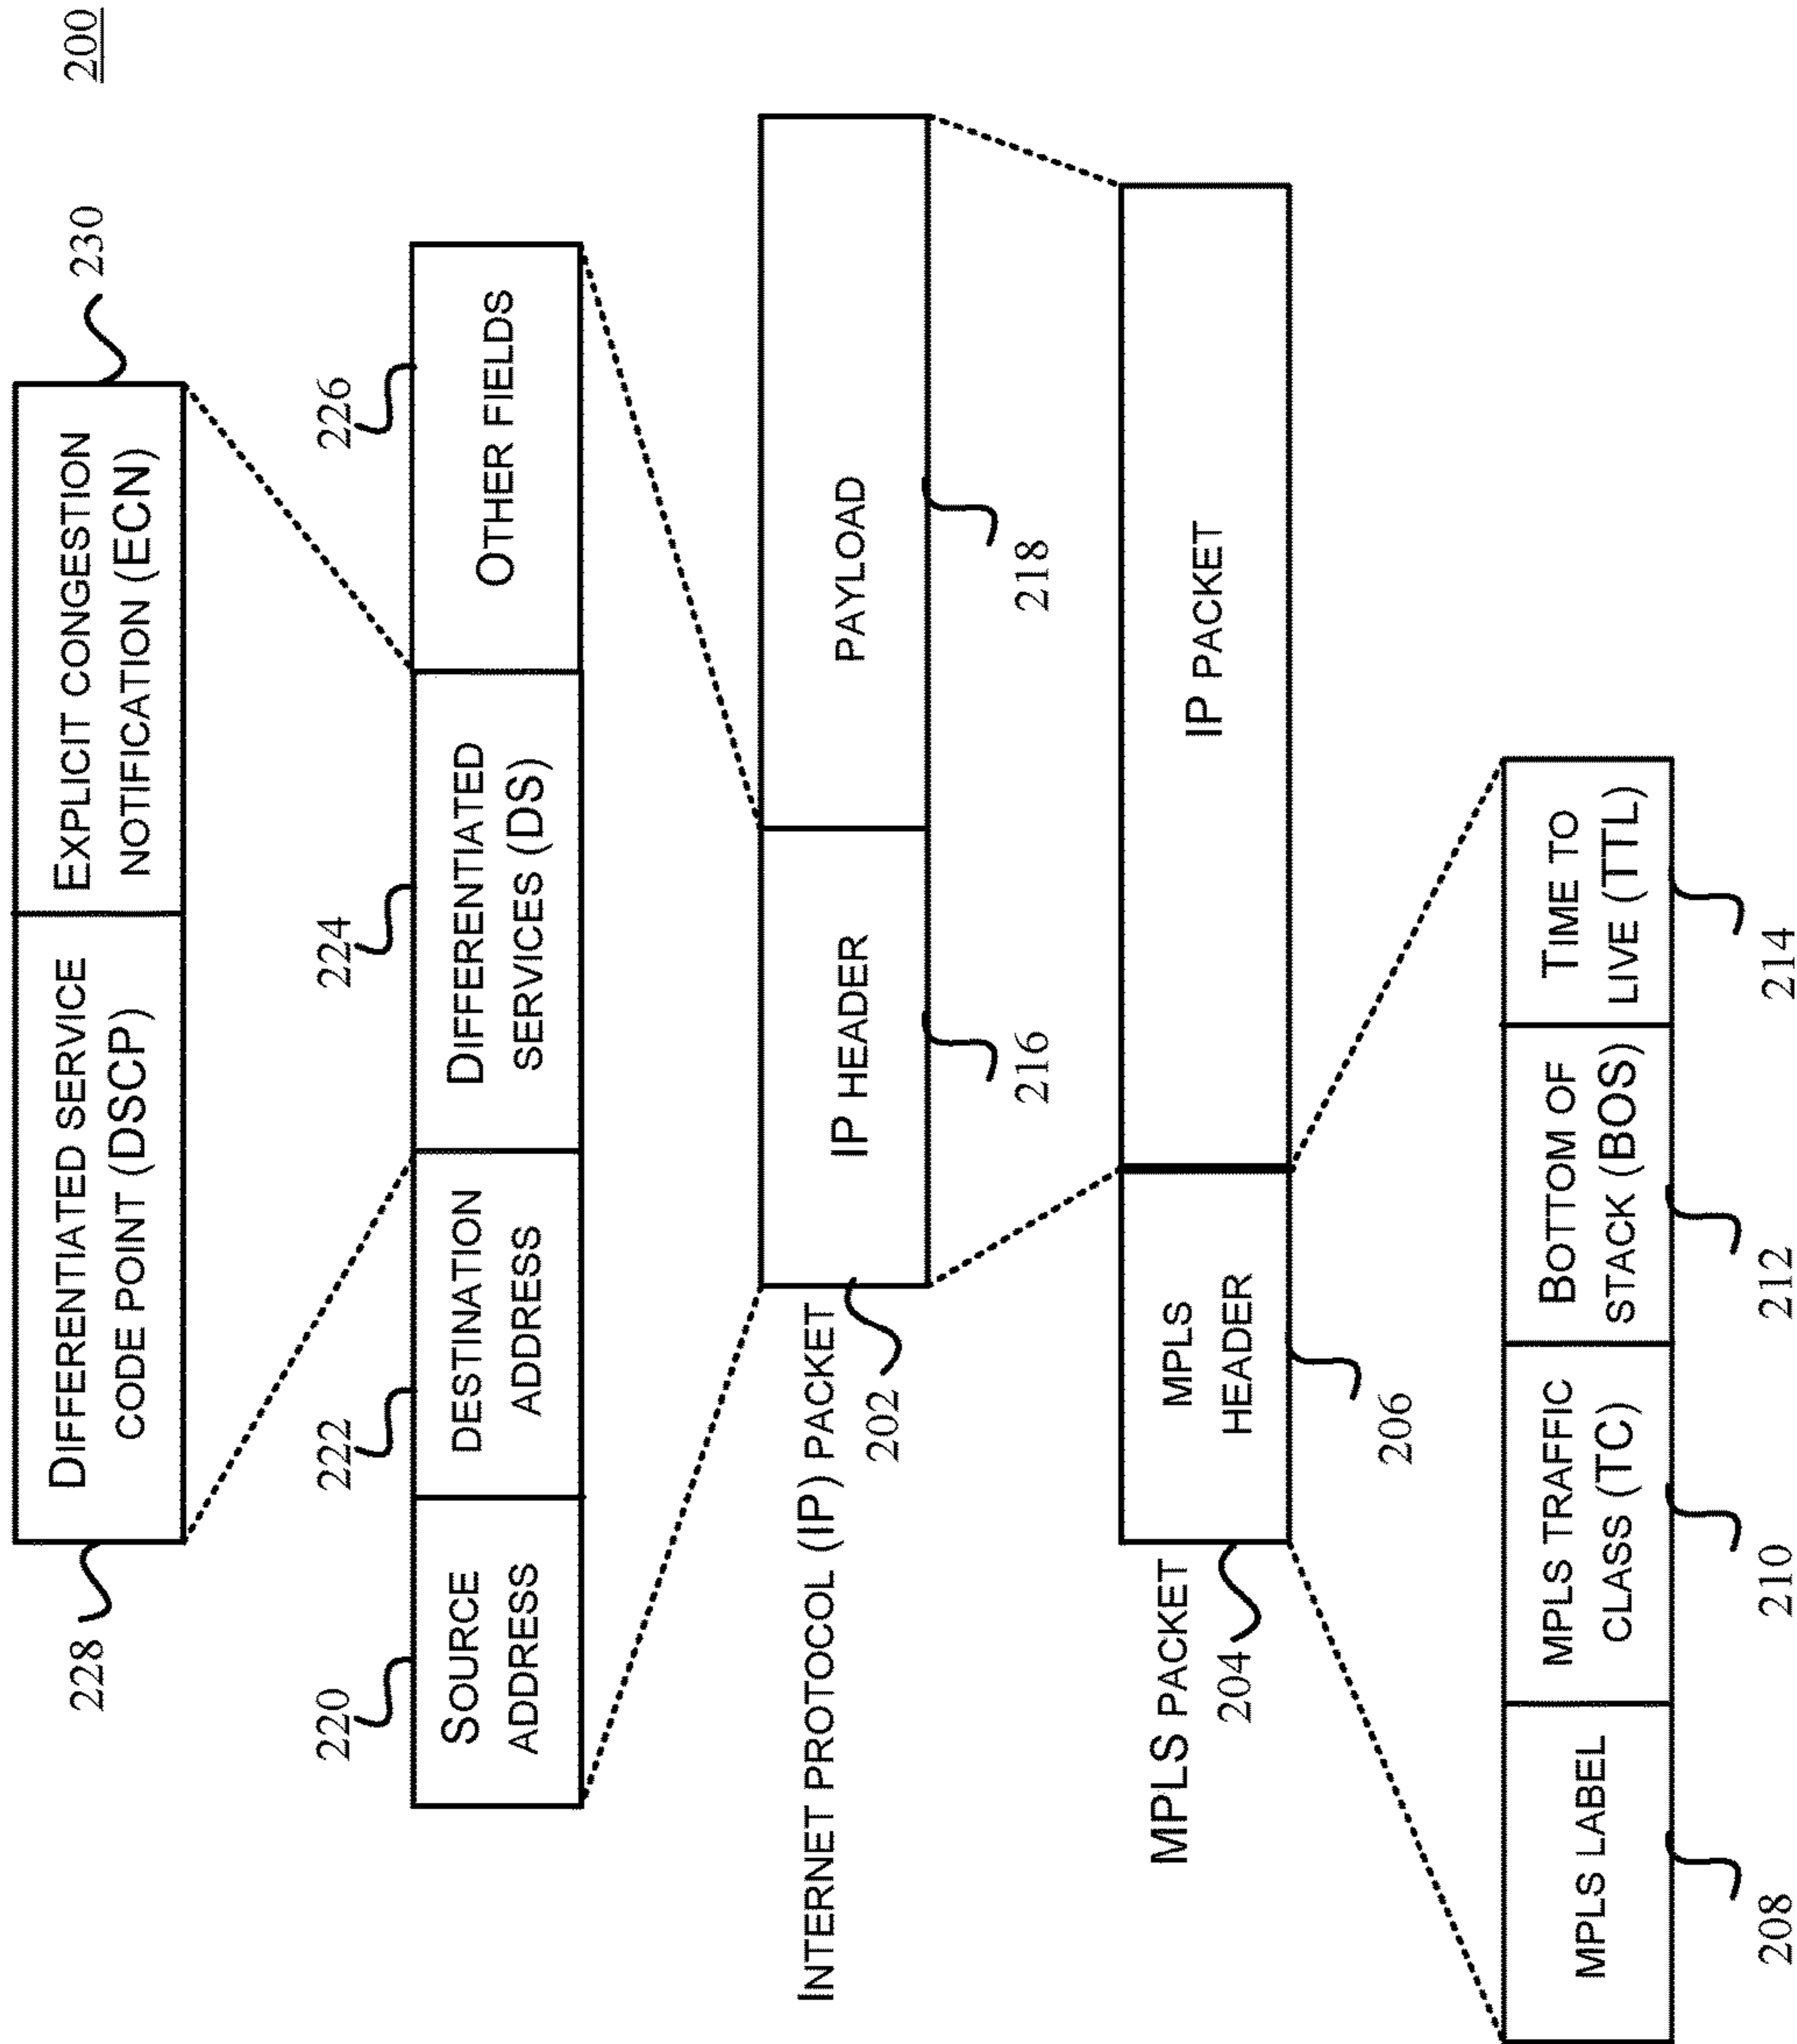 200
DIFFERENTIATED SERVICE
CODE POINT (DSCP)
EXPLICIT CONGESTION
NOTIFICATION (ECN)
228
230
220
222
224
226
SOURCE
ADDRESS
DESTINATION
ADDRESS
DIFFERENTIATED
SERVICES (DS)
OTHER FIELDS
INTERNET PROTOCOL (IP) PACKET
202
IP HEADER
PAYLOAD
216
218
MPLS PACKET
204
MPLS
HEADER
IP PACKET
206
MPLS LABEL
MPLS TRAFFIC
CLASS (TC)
BOTTOM OF
STACK (BOS)
TIME TO
LIVE (TTL)
208
210
212
214